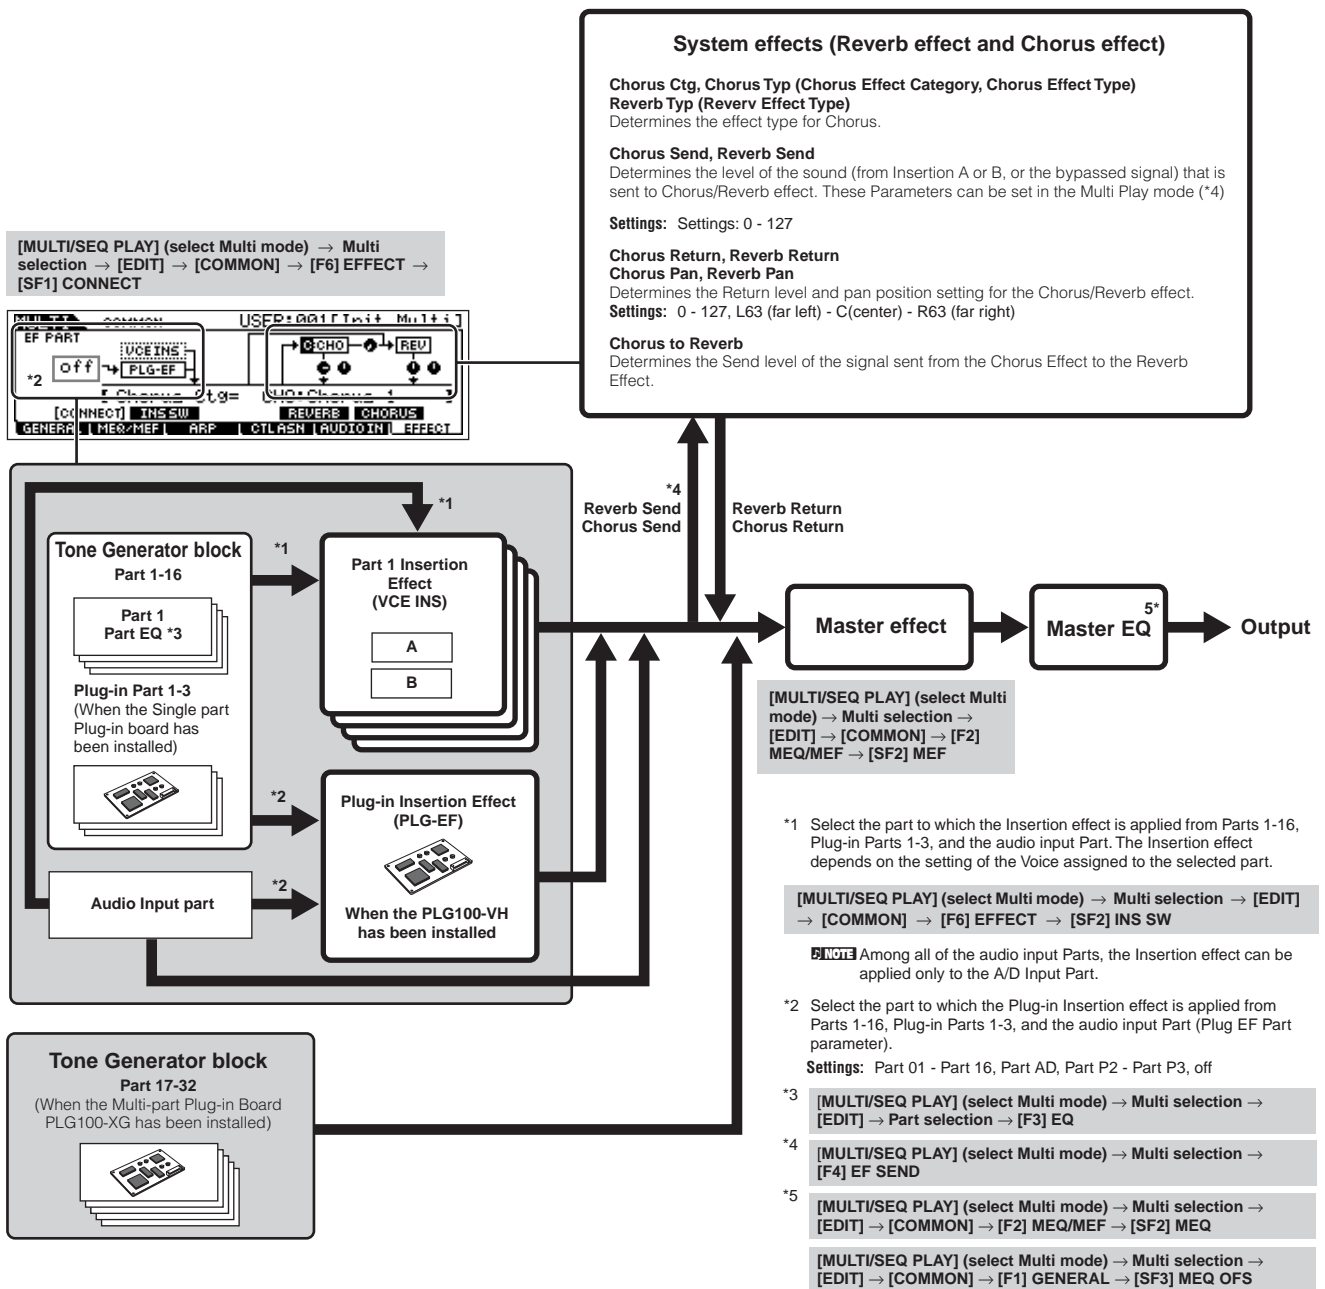 System effects (Reverb effect and Chorus effect)
Chorus Ctg, Chorus Typ (Chorus Effect Category, Chorus Effect Type)
Reverb Typ (Reverv Effect Type)
Determines the effect type for Chorus.
Chorus Send, Reverb Send
Determines the level of the sound (from Insertion A or B, or the bypassed signal) that is
sent to Chorus/Reverb effect. These Parameters can be set in the Multi Play mode (*4)
Settings: Settings: 0 - 127
Chorus Return, Reverb Return
Chorus Pan, Reverb Pan
Determines the Return level and pan position setting for the Chorus/Reverb effect.
Settings: 0 - 127, L63 (far left) - C(center) - R63 (far right)
Chorus to Reverb
Determines the Send level of the signal sent from the Chorus Effect to the Reverb
Effect.
[MULTI/SEQ PLAY] (select Multi mode) → Multi
selection → [EDIT] → [COMMON] → [F6] EFFECT →
[SF1] CONNECT
MULTI COMMON USER:001[Init Multi]
EF PART
VCEINS
off
PLG-EF
*2
C:CHO
REV
[ Chorus Ctg= CHO:Chorus 1 ]
[CONNECT] INS SW REVERB CHORUS
GENERAL MEQ/MEF ARP CTL ASN AUDIO IN EFFECT
*4
Reverb Send
Chorus Send
Reverb Return
Chorus Return
*1
Tone Generator block
Part 1-16
Part 1
Part EQ *3
Plug-in Part 1-3
(When the Single part
Plug-in board has
been installed)
*1
Part 1 Insertion
Effect
(VCE INS)
A
B
*2
Plug-in Insertion Effect
(PLG-EF)
When the PLG100-VH
has been installed
Audio Input part
*2
Master effect
Master EQ
5*
Output
[MULTI/SEQ PLAY] (select Multi
mode) → Multi selection →
[EDIT] → [COMMON] → [F2]
MEQ/MEF → [SF2] MEF
Tone Generator block
Part 17-32
(When the Multi-part Plug-in Board
PLG100-XG has been installed)
*1 Select the part to which the Insertion effect is applied from Parts 1-16,
Plug-in Parts 1-3, and the audio input Part. The Insertion effect
depends on the setting of the Voice assigned to the selected part.
[MULTI/SEQ PLAY] (select Multi mode) → Multi selection → [EDIT]
→ [COMMON] → [F6] EFFECT → [SF2] INS SW
NOTE Among all of the audio input Parts, the Insertion effect can be
applied only to the A/D Input Part.
*2 Select the part to which the Plug-in Insertion effect is applied from
Parts 1-16, Plug-in Parts 1-3, and the audio input Part (Plug EF Part
parameter).
Settings: Part 01 - Part 16, Part AD, Part P2 - Part P3, off
*3 [MULTI/SEQ PLAY] (select Multi mode) → Multi selection →
[EDIT] → Part selection → [F3] EQ
*4 [MULTI/SEQ PLAY] (select Multi mode) → Multi selection →
[F4] EF SEND
*5 [MULTI/SEQ PLAY] (select Multi mode) → Multi selection →
[EDIT] → [COMMON] → [F2] MEQ/MEF → [SF2] MEQ
[MULTI/SEQ PLAY] (select Multi mode) → Multi selection →
[EDIT] → [COMMON] → [F1] GENERAL → [SF3] MEQ OFS